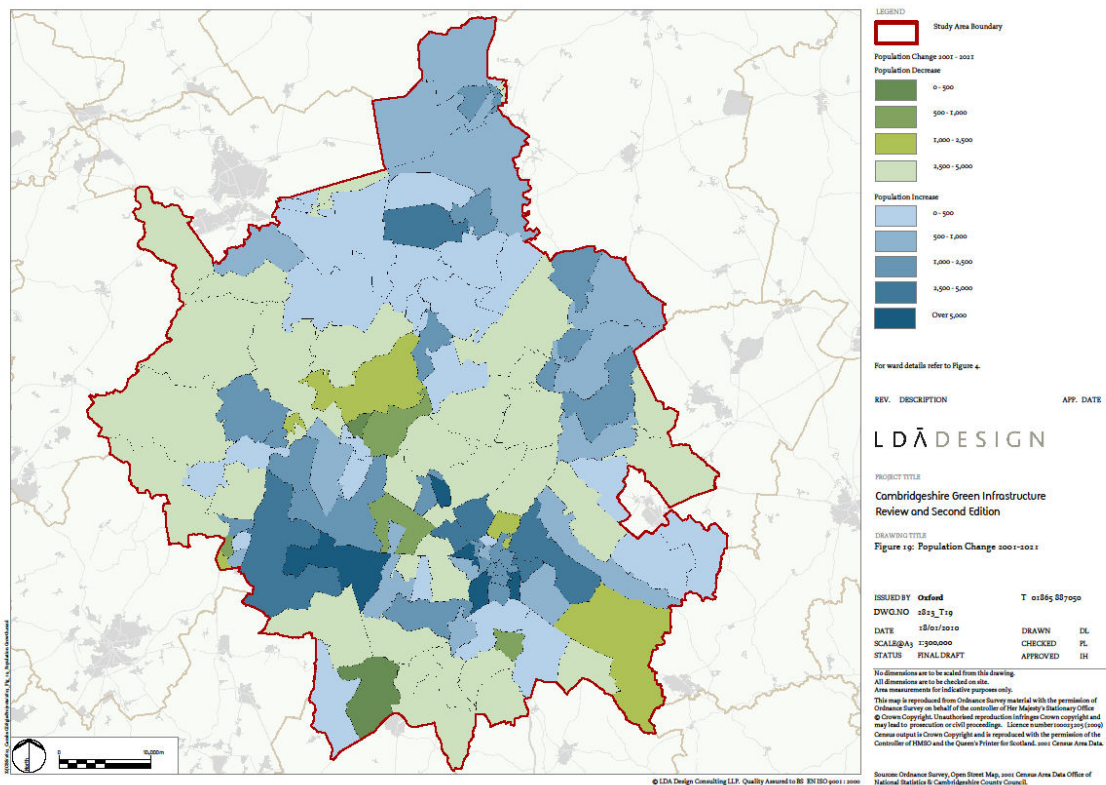 LEGEND
Study Area Boundary
Population Change 2001 - 2021
Population Decrease
0 - 500
500 - 1,000
1,000 - 2,500
2,500 - 5,000
Population Increase
0 - 500
500 - 1,000
1,000 - 2,500
2,500 - 5,000
Over 5,000
For ward details refer to Figure 4.
REV. DESCRIPTION APP. DATE
LDĀDESIGN
PROJECT TITLE
Cambridgeshire Green Infrastructure
Review and Second Edition
DRAWING TITLE
Figure 19: Population Change 2001-2021
ISSUED BY Oxford T 01865 887050
DWG.NO 2823_T19
DATE 18/01/2010 DRAWN DL
SCALE@A3 1:300,000 CHECKED PL
STATUS FINAL DRAFT APPROVED IH
No dimensions are to be scaled from this drawing.
All dimensions are to be checked on site.
Area measurements for indicative purposes only.
This map is reproduced from Ordnance Survey material with the permission of
Ordnance Survey on behalf of the controller of Her Majesty's Stationary Office
© Crown Copyright. Unauthorised reproduction infringes Crown copyright and
may lead to prosecution or civil proceedings. Licence number (2009)
Census output is Crown Copyright and is reproduced with the permission of the
Controller of HMSO and the Queen's Printer for Scotland. 2001 Census Area Data.
Sources: Ordnance Survey, Open Street Map, 2001 Census Area Data Office of
National Statistics & Cambridgeshire County Council.
North
0 10,000m
© LDA Design Consulting LLP. Quality Assured to BS EN ISO 9001 : 2000